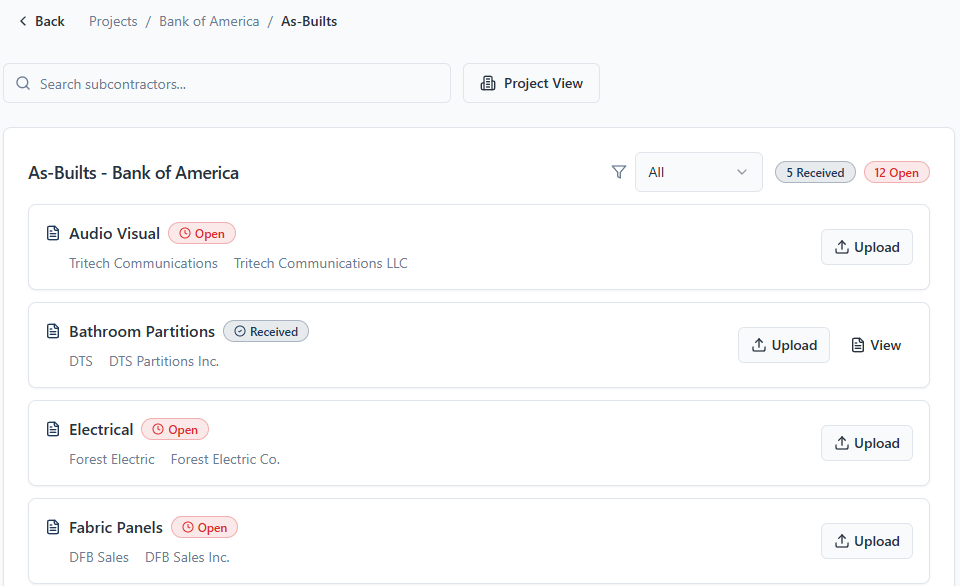 Back Projects / Bank of America / As-Builts
Search subcontractors... Project View
As-Builts - Bank of America All 5 Received 12 Open
Audio Visual Open
Tritech Communications Tritech Communications LLC
Upload
Bathroom Partitions Received
DTS DTS Partitions Inc.
Upload View
Electrical Open
Forest Electric Forest Electric Co.
Upload
Fabric Panels Open
DFB Sales DFB Sales Inc.
Upload